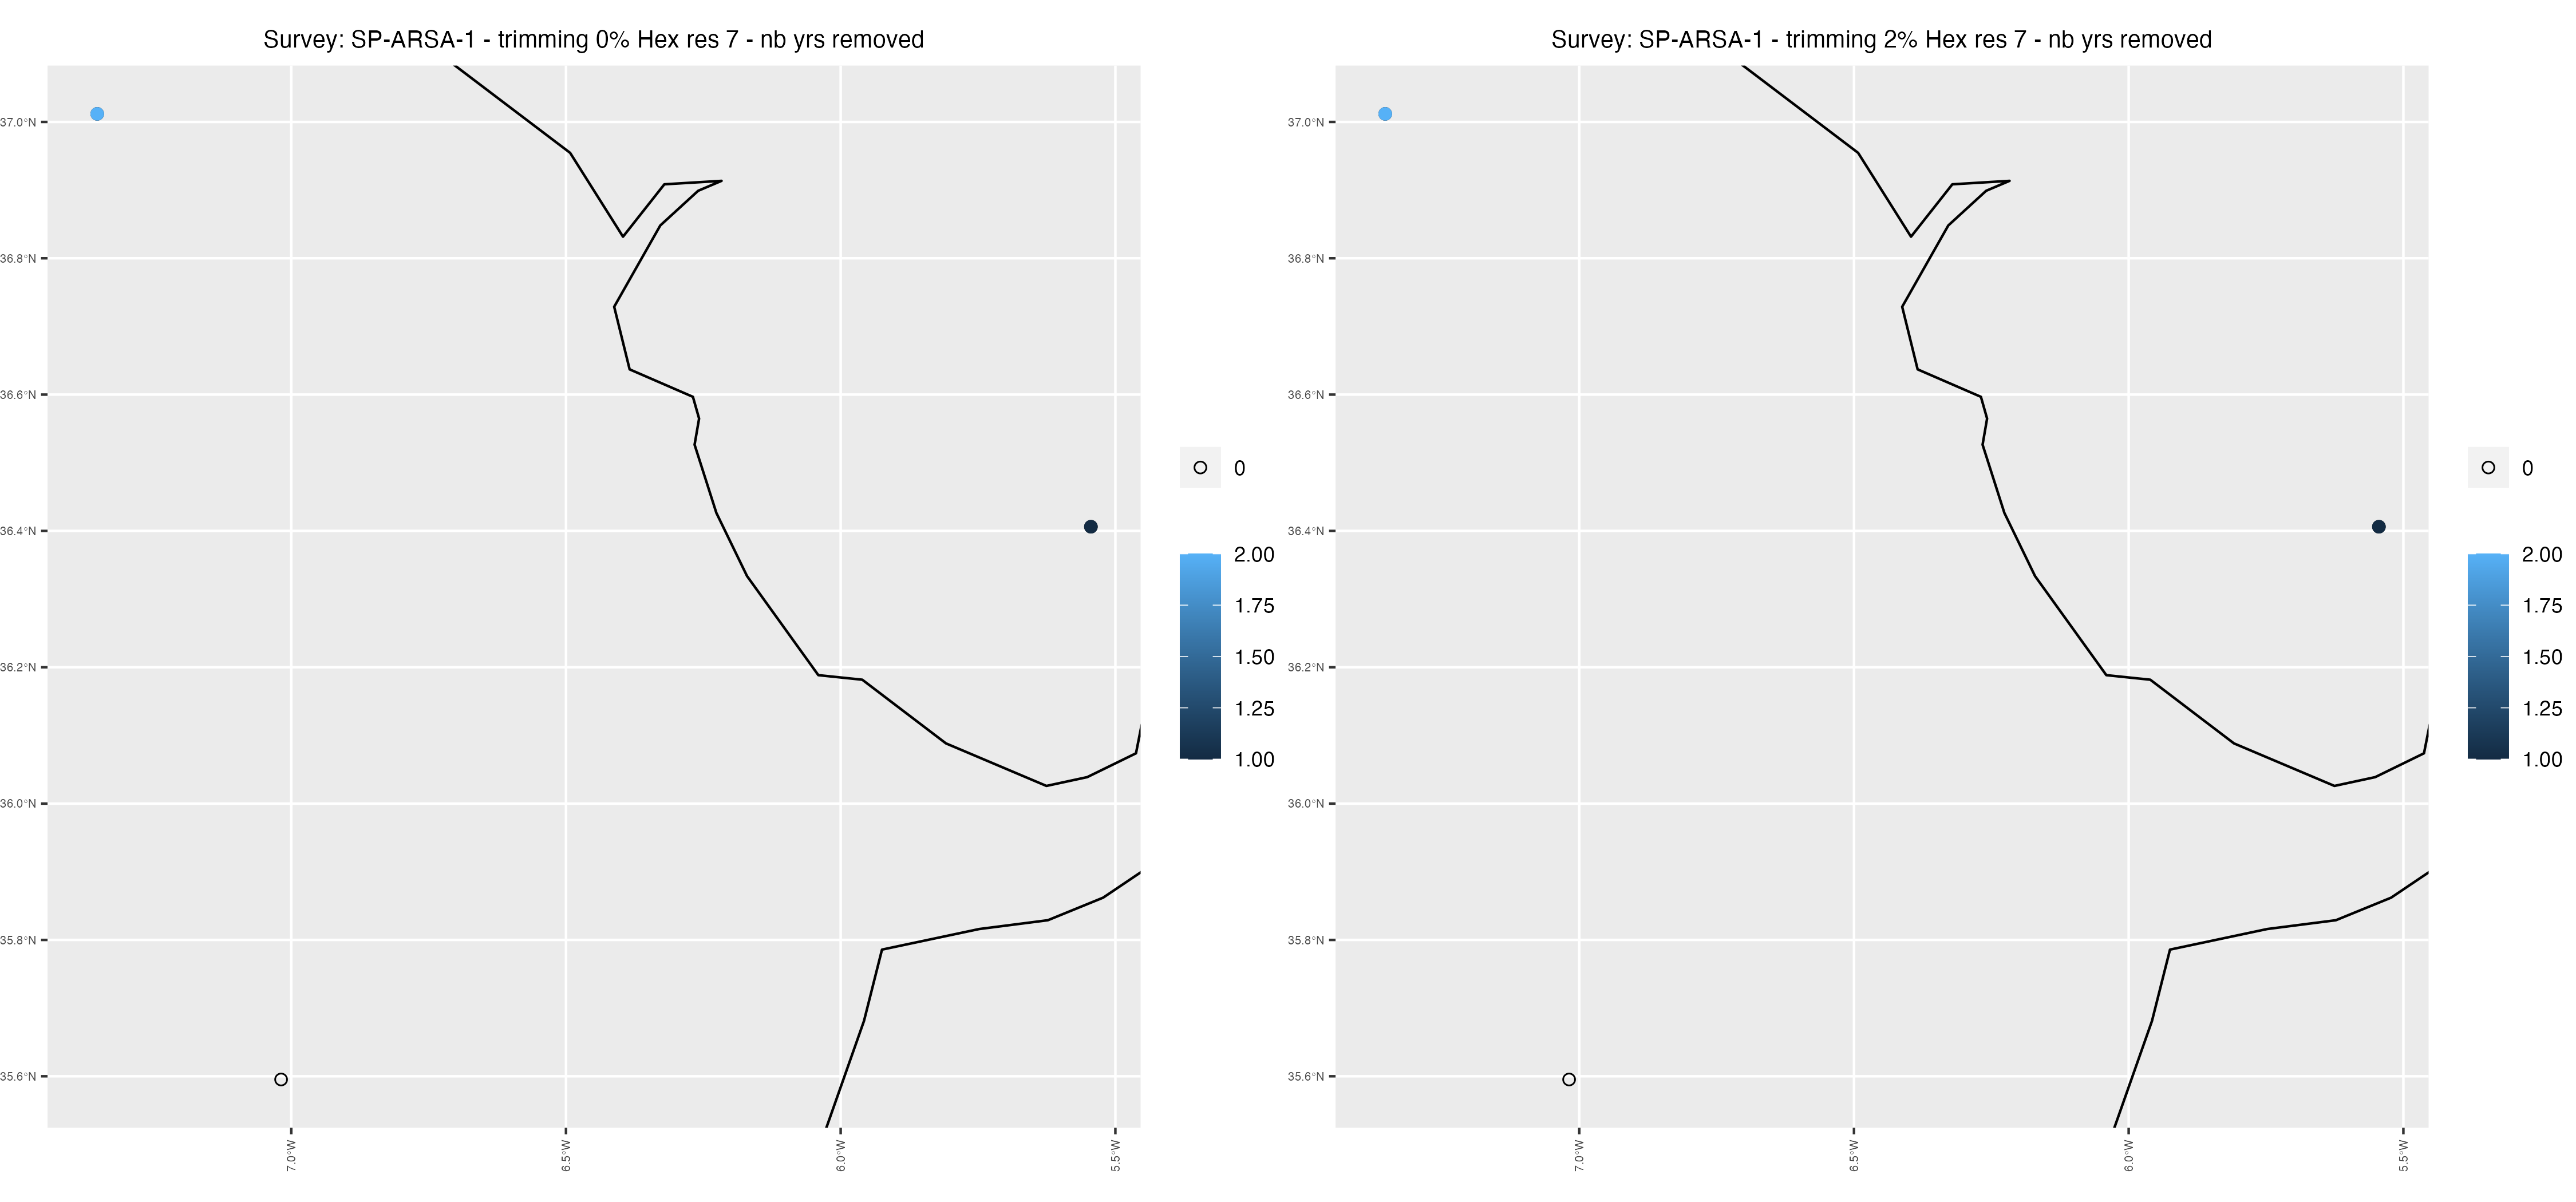 Survey: SP-ARSA-1 - trimming 0% Hex res 7 - nb yrs removed
37.0°N
36.8°N
36.6°N
36.4°N
36.2°N
36.0°N
35.8°N
35.6°N
7.0°W
6.5°W
6.0°W
5.5°W
0
2.00
1.75
1.50
1.25
1.00
Survey: SP-ARSA-1 - trimming 2% Hex res 7 - nb yrs removed
37.0°N
36.8°N
36.6°N
36.4°N
36.2°N
36.0°N
35.8°N
35.6°N
7.0°W
6.5°W
6.0°W
5.5°W
0
2.00
1.75
1.50
1.25
1.00